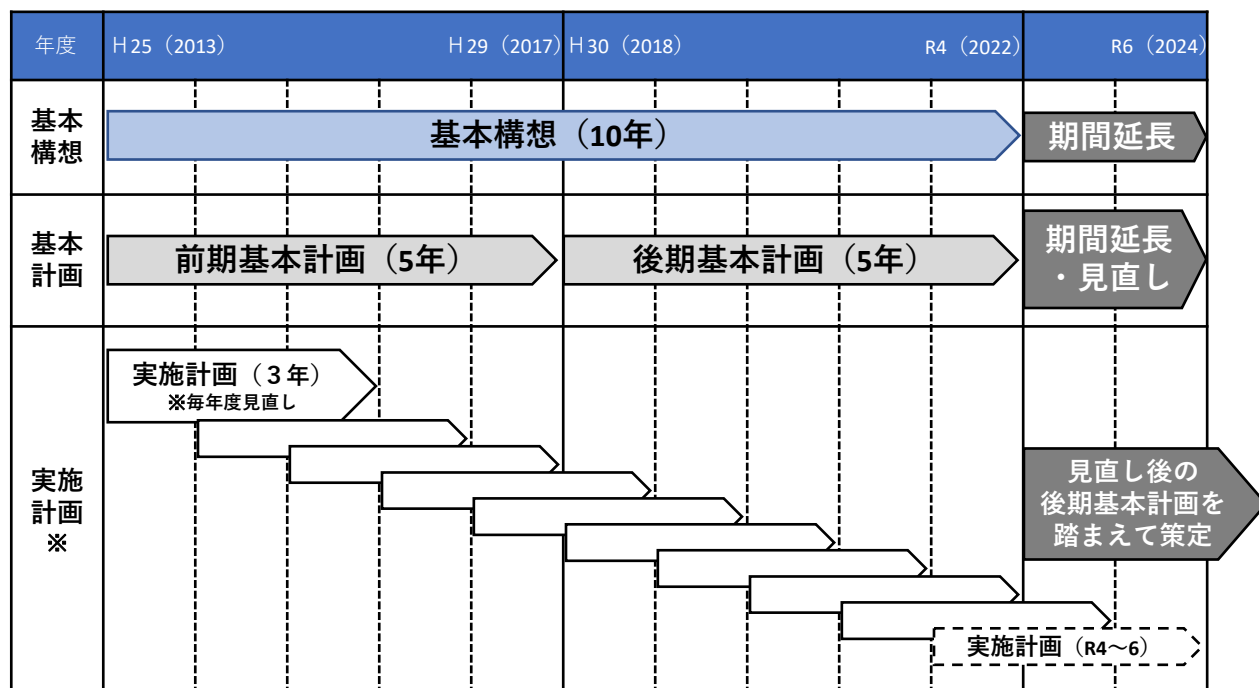 年度
H25（2013）
H29（2017）
H30（2018）
R4（2022）
R6（2024）
基本
構想
基本構想（10年）
期間延長
基本
計画
前期基本計画（5年）
後期基本計画（5年）
期間延長
・見直し
実施
計画
※
実施計画（３年）
※毎年度見直し
見直し後の
後期基本計画を
踏まえて策定
実施計画（R4～6）